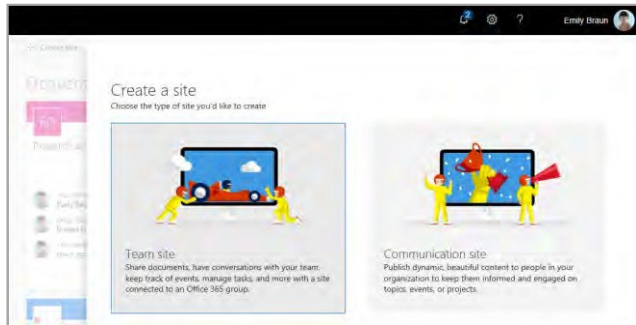 2
?
Emily Braun
Create a site
Choose the type of site you'd like to create
Team site
Share documents, have conversations with your team,
keep track of events, manage tasks, and more with a site
connected to an Office 365 group.
Communication site
Publish dynamic, beautiful content to people in your
organization to keep them informed and engaged on
topics, events, or projects.